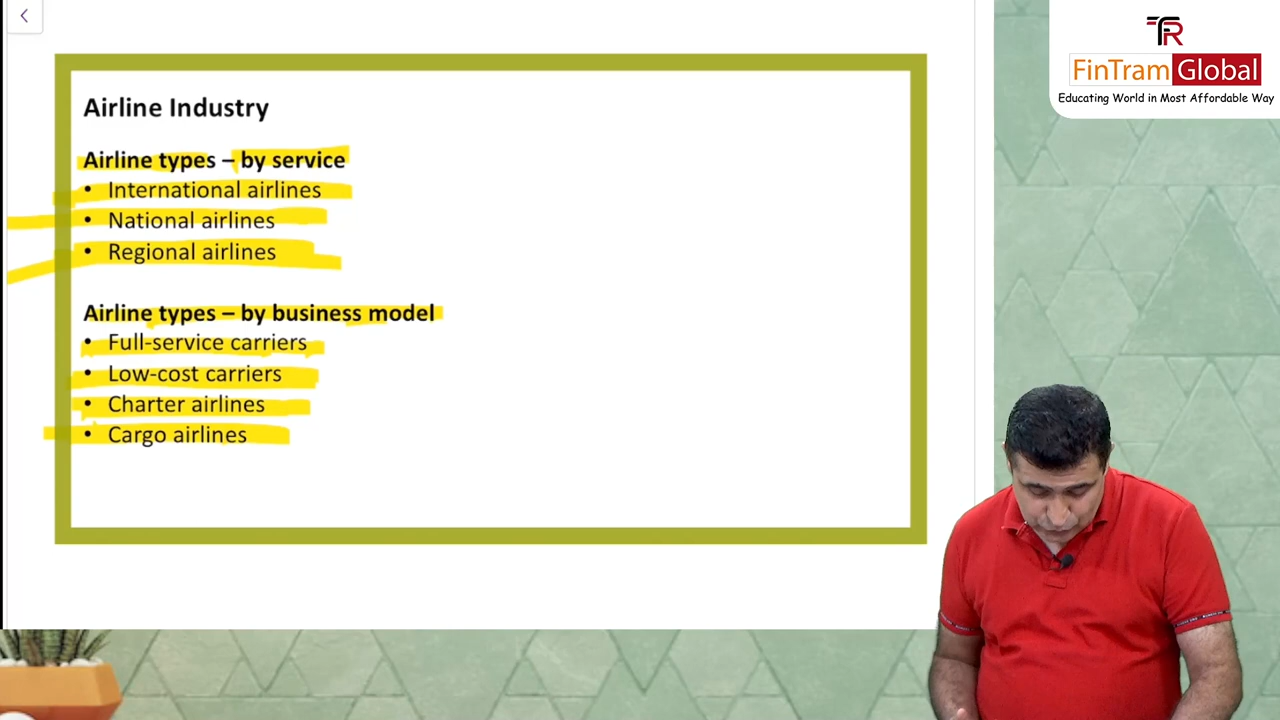 Airline Industry
Airline types – by service
• International airlines
• National airlines
• Regional airlines
Airline types – by business model
• Full-service carriers
• Low-cost carriers
• Charter airlines
• Cargo airlines
TR
FinTram Global
Educating World in Most Affordable Way